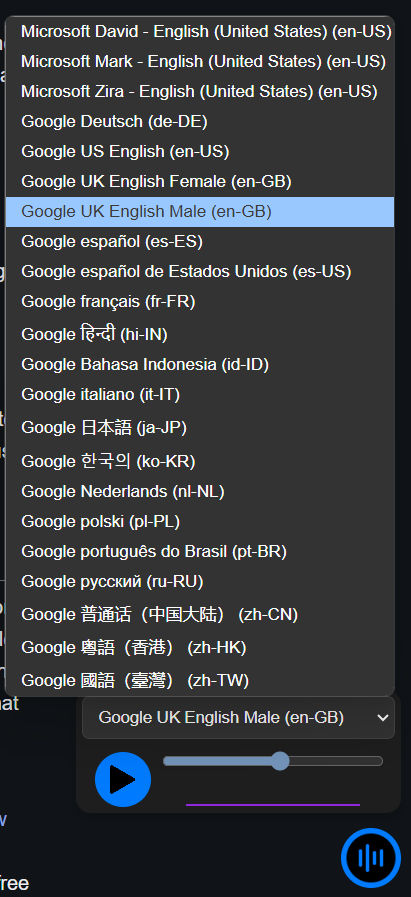 Microsoft David - English (United States) (en-US)
Microsoft Mark - English (United States) (en-US)
Microsoft Zira - English (United States) (en-US)
Google Deutsch (de-DE)
Google US English (en-US)
Google UK English Female (en-GB)
Google UK English Male (en-GB)
Google español (es-ES)
Google español de Estados Unidos (es-US)
Google français (fr-FR)
Google हिन्दी (hi-IN)
Google Bahasa Indonesia (id-ID)
Google italiano (it-IT)
Google 日本語 (ja-JP)
Google 한국의 (ko-KR)
Google Nederlands (nl-NL)
Google polski (pl-PL)
Google português do Brasil (pt-BR)
Google русский (ru-RU)
Google 普通话（中国大陆） (zh-CN)
Google 粤語（香港） (zh-HK)
Google 國語（臺灣） (zh-TW)
Google UK English Male (en-GB)
free